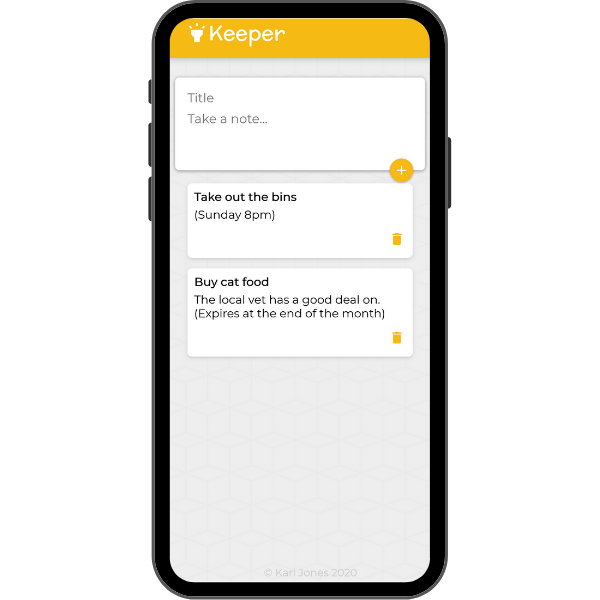 Keeper
Title
Take a note...
+
Take out the bins
(Sunday 8pm)
Buy cat food
The local vet has a good deal on.
(Expires at the end of the month)
© Karl Jones 2020